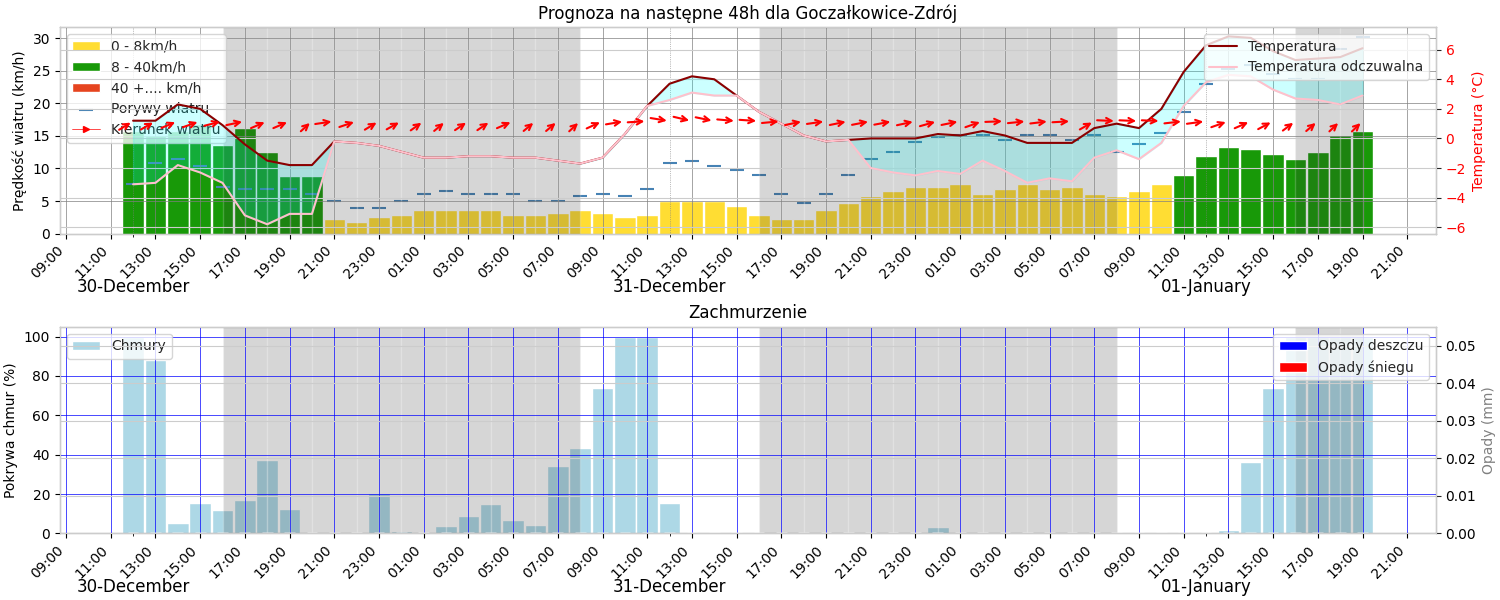 Prognoza na następne 48h dla Goczałkowice-Zdrój
Prędkość wiatru (km/h)
30
25
20
15
10
5
0
0 - 8km/h
8 - 40km/h
40 +.... km/h
Porywy wiatru
Kierunek wiatru
Temperatura
Temperatura odczuwalna
6
4
2
0
−2
−4
−6
Temperatura (°C)
09:00 11:00 13:00 15:00 17:00 19:00 21:00 23:00 01:00 03:00 05:00 07:00 09:00 11:00 13:00 15:00 17:00 19:00 21:00 23:00 01:00 03:00 05:00 07:00 09:00 11:00 13:00 15:00 17:00 19:00 21:00
30-December 31-December 01-January
Zachmurzenie
Pokrywa chmur (%)
100
80
60
40
20
0
Chmury
Opady deszczu
Opady śniegu
0.05
0.04
0.03
0.02
0.01
0.00
Opady (mm)
09:00 11:00 13:00 15:00 17:00 19:00 21:00 23:00 01:00 03:00 05:00 07:00 09:00 11:00 13:00 15:00 17:00 19:00 21:00 23:00 01:00 03:00 05:00 07:00 09:00 11:00 13:00 15:00 17:00 19:00 21:00
30-December 31-December 01-January